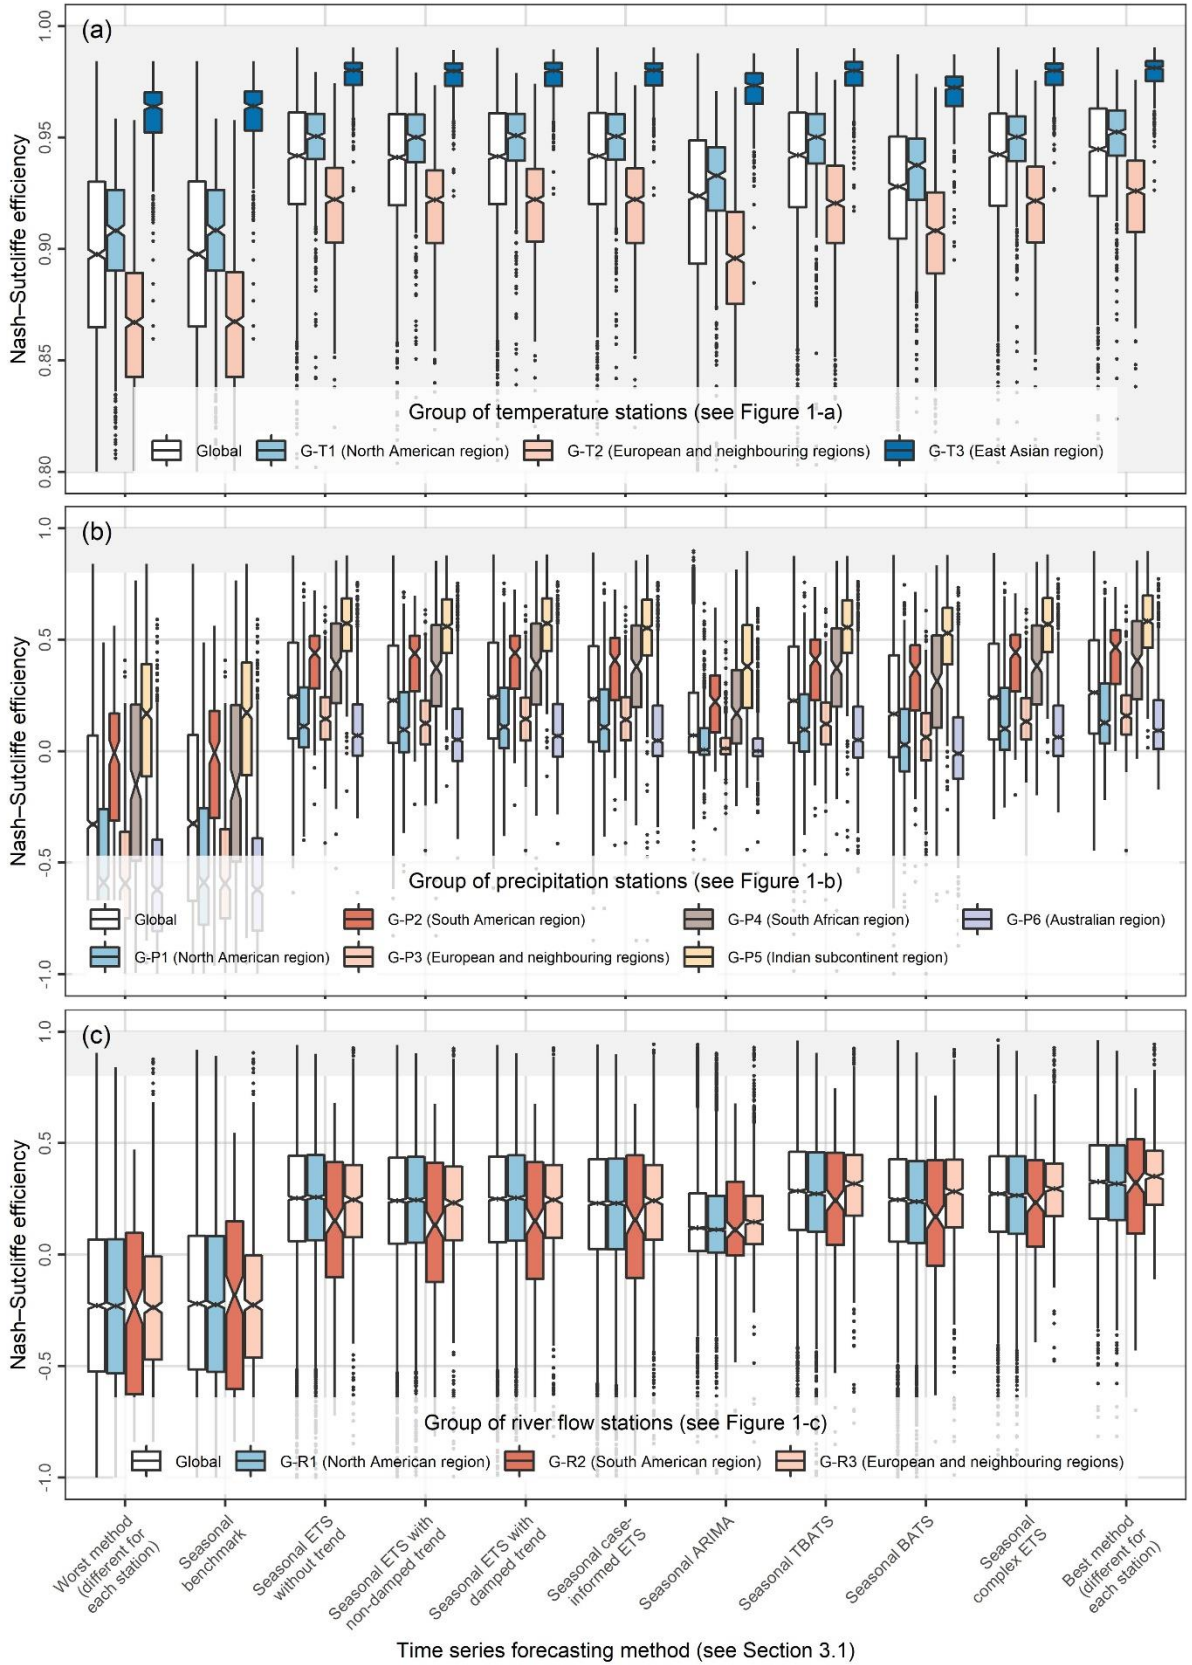 (a)
Nash–Sutcliffe efficiency
1.00
0.95
0.90
0.85
0.80
Group of temperature stations (see Figure 1-a)
Global
G-T1 (North American region)
G-T2 (European and neighbouring regions)
G-T3 (East Asian region)
(b)
Nash–Sutcliffe efficiency
1.0
0.5
0.0
-0.5
-1.0
Group of precipitation stations (see Figure 1-b)
Global
G-P2 (South American region)
G-P4 (South African region)
G-P6 (Australian region)
G-P1 (North American region)
G-P3 (European and neighbouring regions)
G-P5 (Indian subcontinent region)
(c)
Nash–Sutcliffe efficiency
1.0
0.5
0.0
-0.5
-1.0
Group of river flow stations (see Figure 1-c)
Global
G-R1 (North American region)
G-R2 (South American region)
G-R3 (European and neighbouring regions)
Worst method
(different for
each station)
Seasonal
benchmark
Seasonal ETS
without trend
Seasonal ETS with
non-damped trend
Seasonal ETS with
damped trend
Seasonal case-
informed ETS
Seasonal ARIMA
Seasonal TBATS
Seasonal BATS
Seasonal
complex ETS
Best method
(different for
each station)
Time series forecasting method (see Section 3.1)